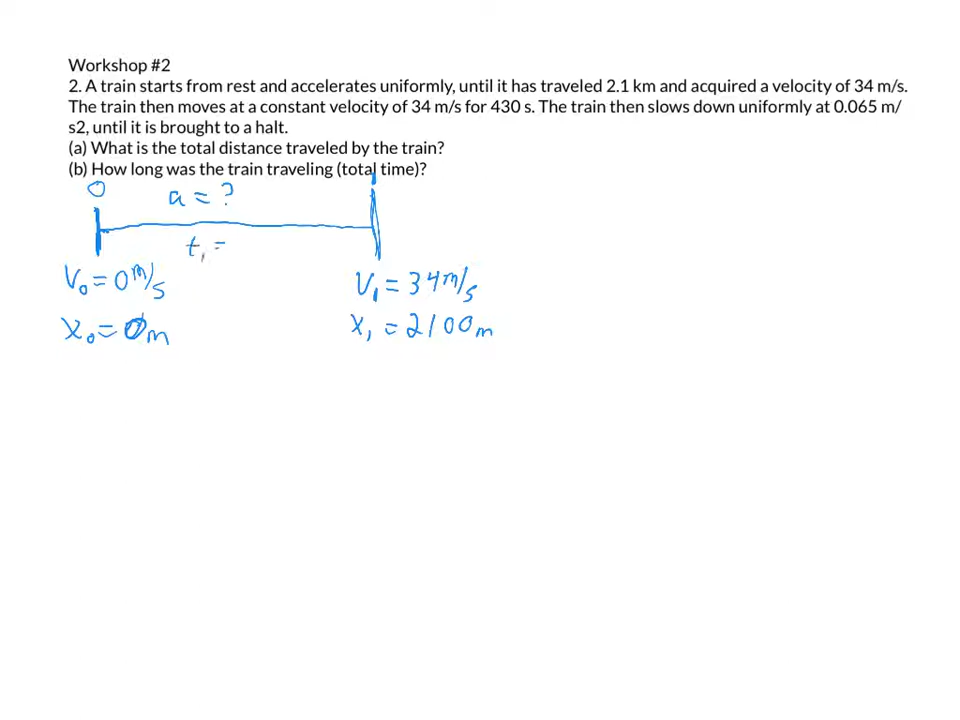 Workshop #2
2. A train starts from rest and accelerates uniformly, until it has traveled 2.1 km and acquired a velocity of 34 m/s.
The train then moves at a constant velocity of 34 m/s for 430 s. The train then slows down uniformly at 0.065 m/
s2, until it is brought to a halt.
(a) What is the total distance traveled by the train?
(b) How long was the train traveling (total time)?
0 a = ? 1
t₁ =
V₀ = 0 m/s V₁ = 34 m/s
X₀ = 0 m X₁ = 2100 m